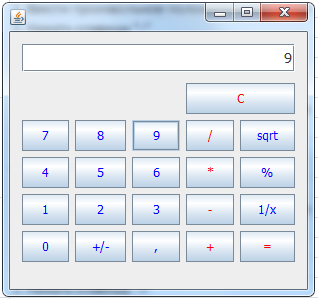 9
C
7 8 9 / sqrt
4 5 6 * %
1 2 3 - 1/x
0 +/- , + =